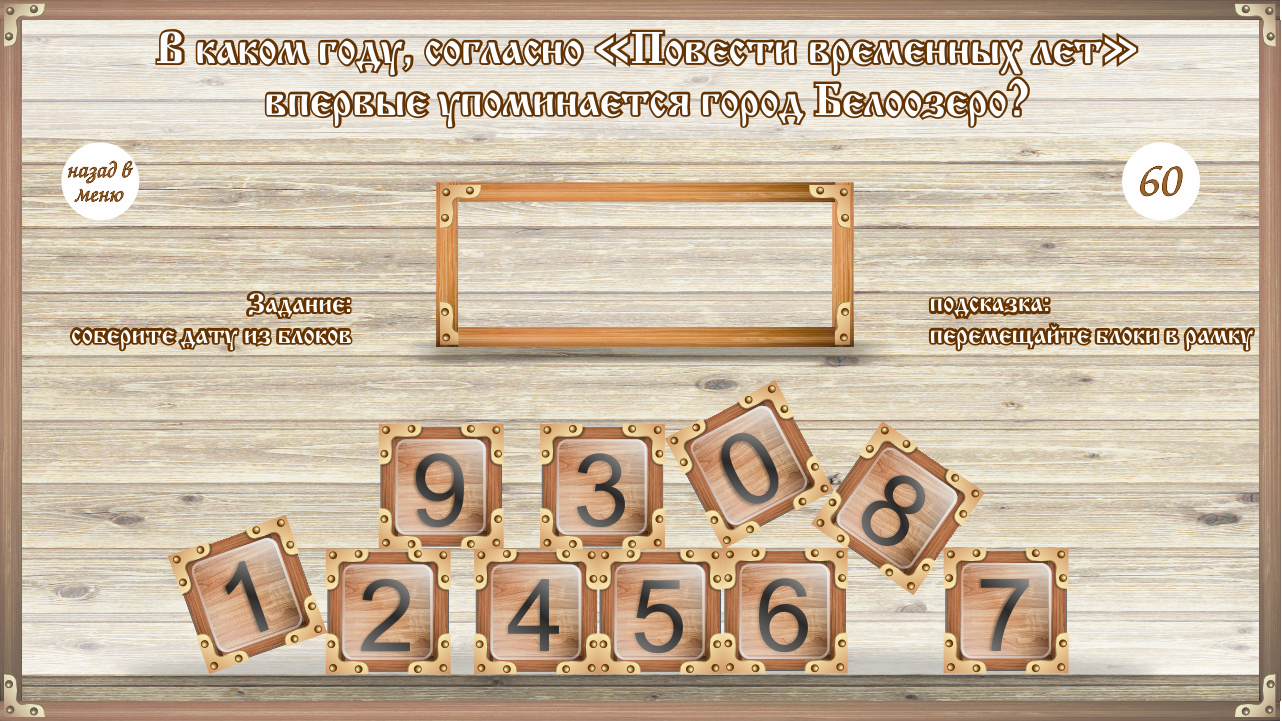 В каком году, согласно «Повести временных лет»
впервые упоминается город Белоозеро?
назад в
меню
60
Задание:
соберите дату из блоков
подсказка:
перемещайте блоки в рамку
9 3 0 8
1 2 4 5 6 7